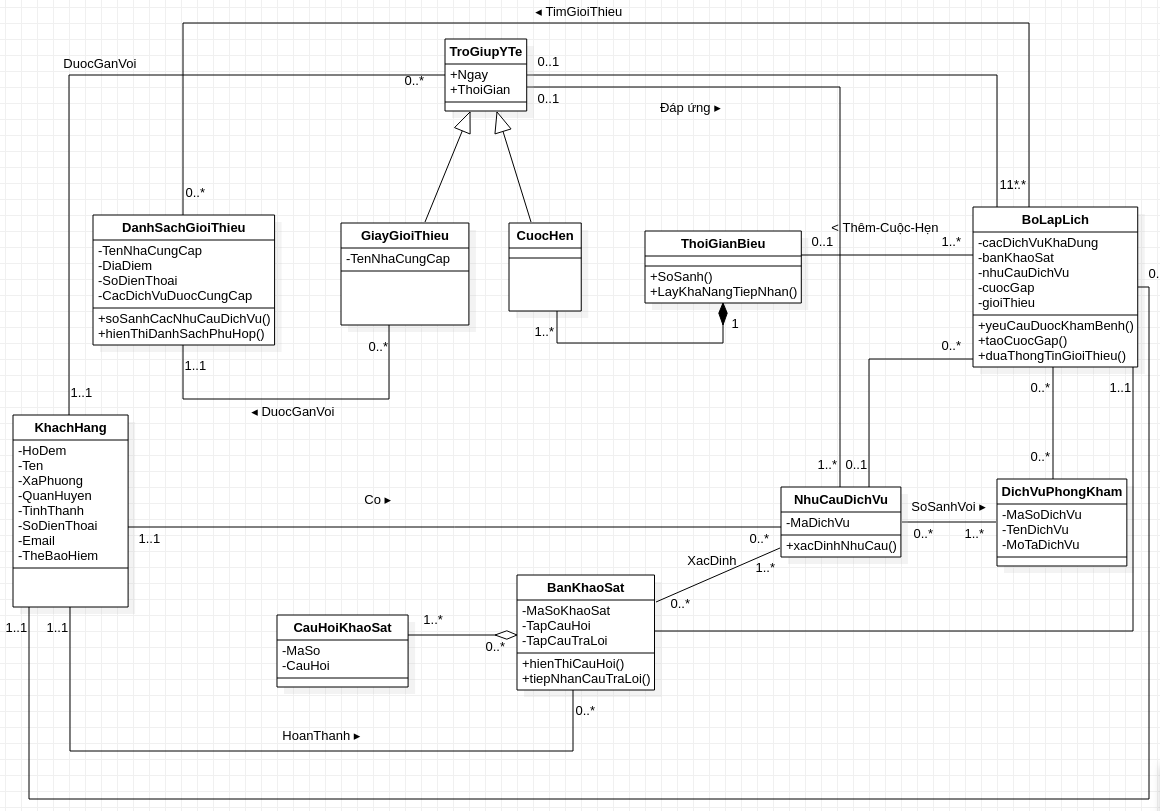 ◂ TimGioiThieu
DuocGanVoi
TroGiupYTe
+Ngay
+ThoiGian
0..*
0..1
0..1
Đáp ứng ▸
0..*
DanhSachGioiThieu
-TenNhaCungCap
-DiaDiem
-SoDienThoai
-CacDichVuDuocCungCap
+soSanhCacNhuCauDichVu()
+hienThiDanhSachPhuHop()
1..1
GiayGioiThieu
-TenNhaCungCap
0..*
◂ DuocGanVoi
CuocHen
1..*
ThoiGianBieu
+SoSanh()
+LayKhaNangTiepNhan()
1
< Thêm-Cuộc-Hẹn
0..1
1..*
BoLapLich
-cacDichVuKhaDung
-banKhaoSat
-nhuCauDichVu
-cuocGap
-gioiThieu
+yeuCauDuocKhamBenh()
+taoCuocGap()
+duaThongTinGioiThieu()
0.
0..*
0..*
1..1
1..1
KhachHang
-HoDem
-Ten
-XaPhuong
-QuanHuyen
-TinhThanh
-SoDienThoai
-Email
-TheBaoHiem
1..1
1..1
1..1
Co ▸
0..*
1..*
0..1
NhuCauDichVu
-MaDichVu
+xacDinhNhuCau()
SoSanhVoi ▸
0..*
1..*
0..*
DichVuPhongKham
-MaSoDichVu
-TenDichVu
-MoTaDichVu
XacDinh
1..*
0..*
BanKhaoSat
-MaSoKhaoSat
-TapCauHoi
-TapCauTraLoi
+hienThiCauHoi()
+tiepNhanCauTraLoi()
CauHoiKhaoSat
-MaSo
-CauHoi
1..*
0..*
0..*
HoanThanh ▸